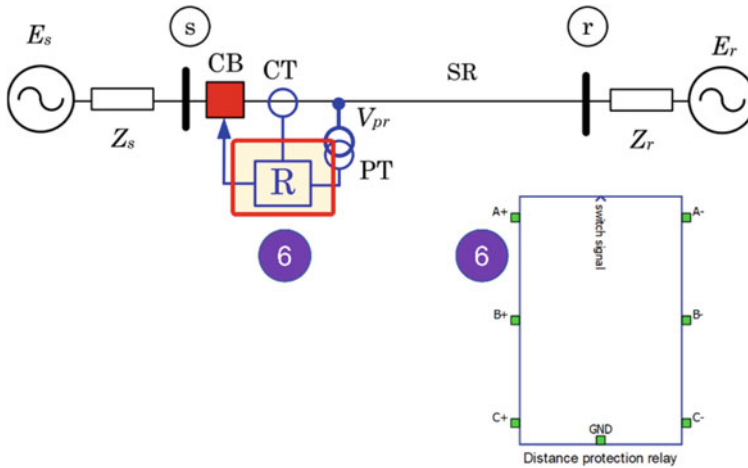 s
r
E_s
CB
CT
SR
E_r
Z_s
V_pr
Z_r
R
PT
6
6
switch signal
A+
A-
B+
B-
C+
C-
GND
Distance protection relay